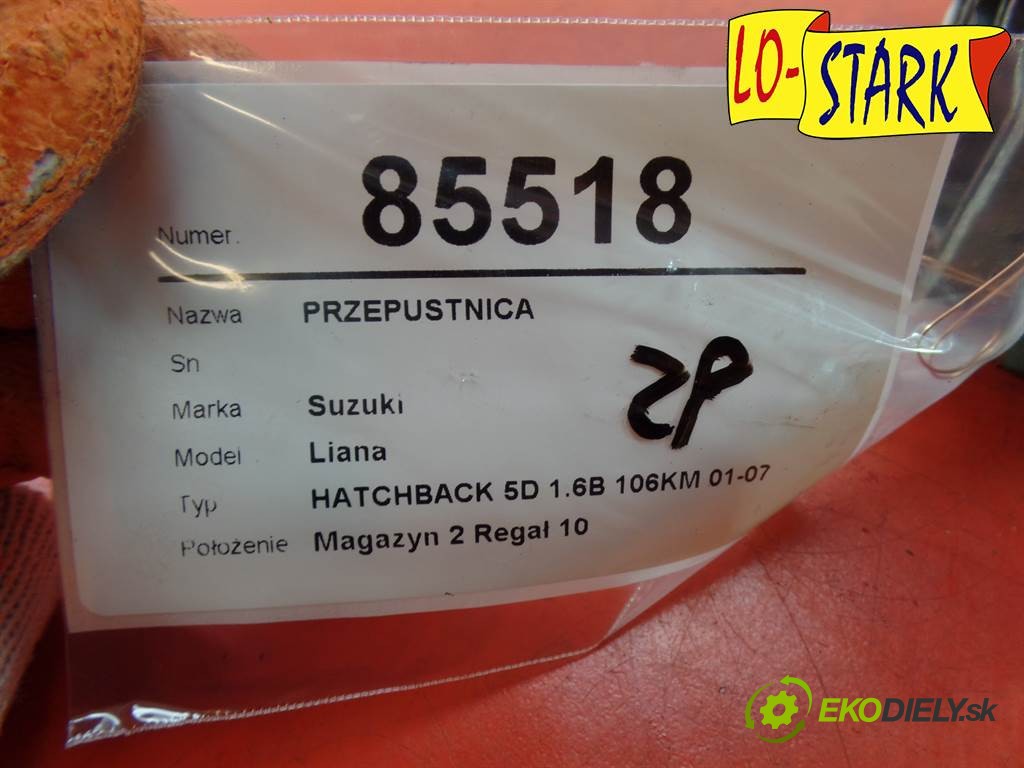 LO-STARK
Numer. 85518
Nazwa PRZEPUSTNICA
Sn
Marka Suzuki
Model Liana
Typ HATCHBACK 5D 1.6B 106KM 01-07
Położenie Magazyn 2 Regał 10
ZP
EKODIELY.sk